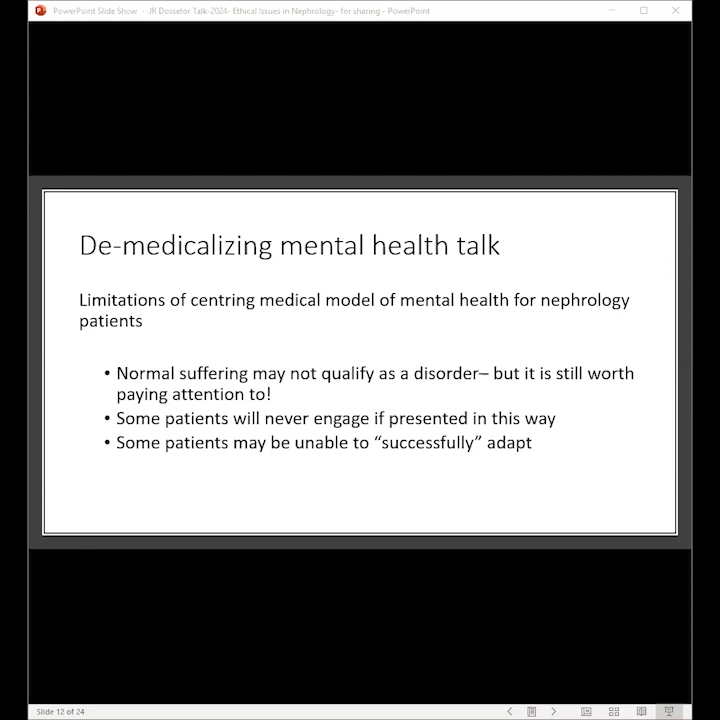 PowerPoint Slide Show - JR Dossetor Talk-2024- Ethical Issues in Nephrology- for sharing - PowerPoint
De-medicalizing mental health talk
Limitations of centring medical model of mental health for nephrology
patients
• Normal suffering may not qualify as a disorder– but it is still worth
paying attention to!
• Some patients will never engage if presented in this way
• Some patients may be unable to “successfully” adapt
Slide 12 of 24